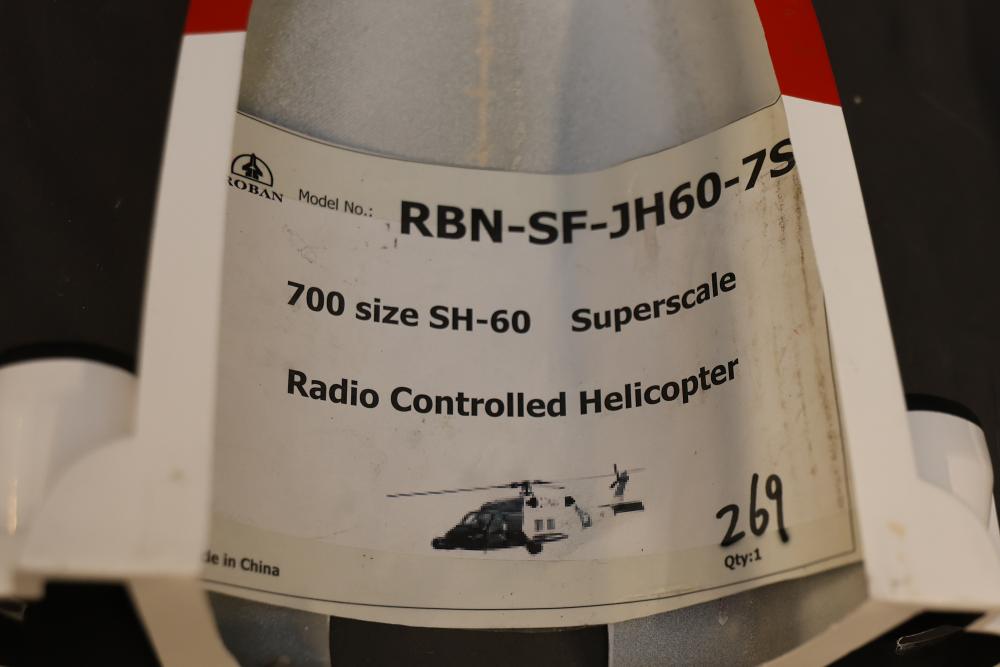 ROBAN
Model No.: RBN-SF-JH60-7S
700 size SH-60 Superscale
Radio Controlled Helicopter
269
Qty:1
in China